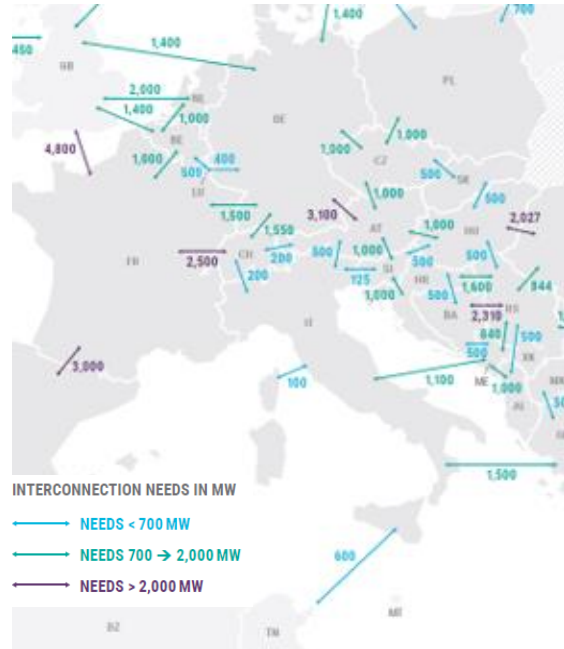 1,400
700
450
1,400
GB
PL
2,000
NL
1,400
1,000
DE
BE
1,000
1,000
4,800
1,000
CZ
400
500
500
SK
LU
1,000
500
1,500
3,100
2,027
1,550
AT
1,000
HU
FR
2,500
CH
200
500
1,000
500
500
200
125
SI
HR
1,600
844
1,000
500
BA
2,310
RS
IT
840
500
3,000
500
XK
100
1,100
ME
1,000
MK
AL
50
1,500
INTERCONNECTION NEEDS IN MW
NEEDS < 700 MW
NEEDS 700 → 2,000 MW
NEEDS > 2,000 MW
600
MT
DZ
TN